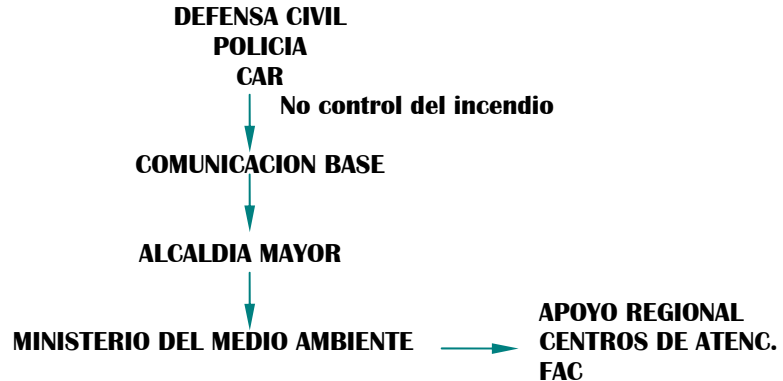 DEFENSA CIVIL
POLICIA
CAR
No control del incendio
COMUNICACION BASE
ALCALDIA MAYOR
MINISTERIO DEL MEDIO AMBIENTE
APOYO REGIONAL
CENTROS DE ATENC.
FAC